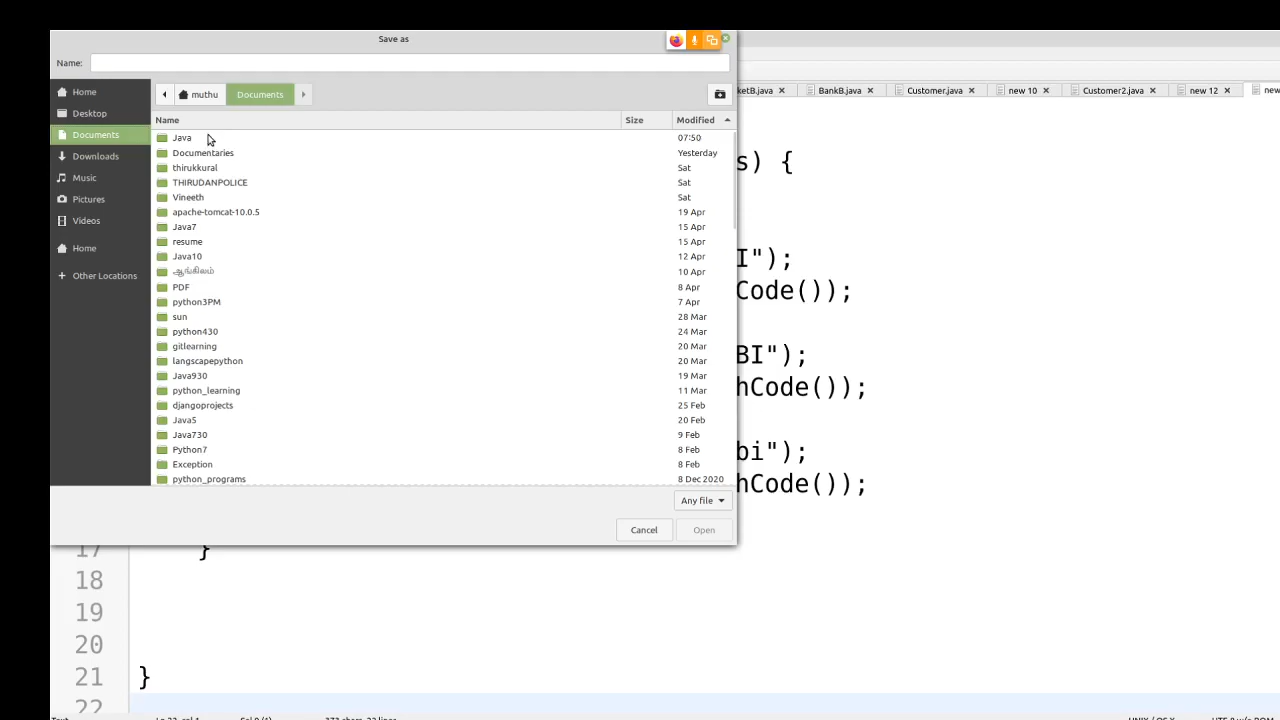 Save as
Name:
Home
Desktop
Documents
Downloads
Music
Pictures
Videos
Home
Other Locations
muthu
Documents
Name Size Modified
Java 07:50
Documentaries Yesterday
thirukkural Sat
THIRUDANPOLICE Sat
Vineeth Sat
apache-tomcat-10.0.5 19 Apr
Java7 15 Apr
resume 15 Apr
Java10 12 Apr
ஆங்கிலம் 10 Apr
PDF 8 Apr
python3PM 7 Apr
sun 28 Mar
python430 24 Mar
gitlearning 20 Mar
langscapepython 20 Mar
Java930 19 Mar
python_learning 11 Mar
djangoprojects 25 Feb
Java5 20 Feb
Java730 9 Feb
Python7 8 Feb
Exception 8 Feb
python_programs 8 Dec 2020
Any file
Cancel Open
ketB.java BankB.java Customer.java new 10 Customer2.java new 12 new
s) {
I");
Code());
BI");
hCode());
bi");
hCode());
17 }
18
19
20
21 }
22